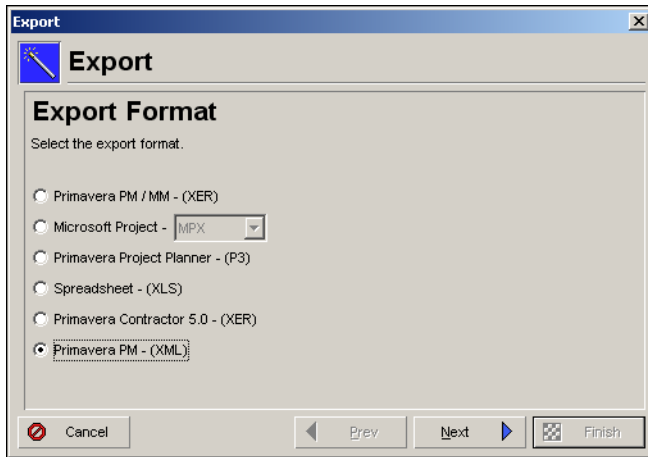 Export
Export
Export Format
Select the export format.
Primavera PM / MM - (XER)
Microsoft Project - MPX
Primavera Project Planner - (P3)
Spreadsheet - (XLS)
Primavera Contractor 5.0 - (XER)
Primavera PM - (XML)
Cancel Prev Next Finish